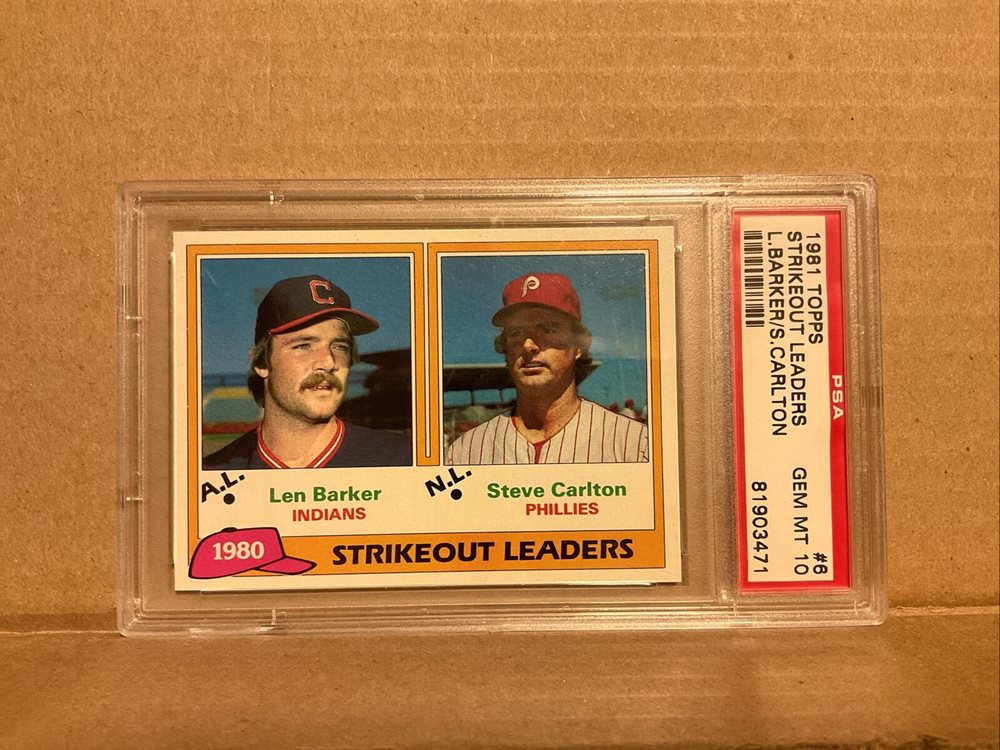 C
P
A.L.
Len Barker
INDIANS
N.L.
Steve Carlton
PHILLIES
1980
STRIKEOUT LEADERS
PSA
1981 TOPPS #6
STRIKEOUT LEADERS GEM MT
L.BARKER/S.CARLTON 10
81903471